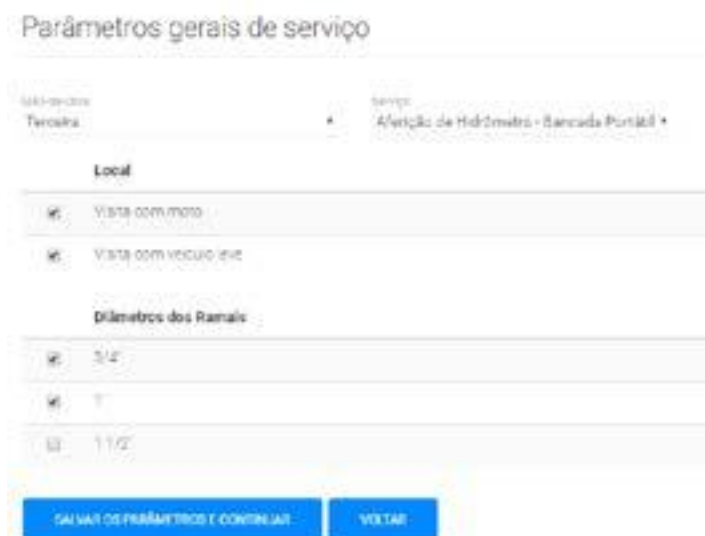 Parâmetros gerais de serviço
Serviço
Terceira
Aferição de Hidrômetro - Bancada Portátil
Local
Visita com moto
Visita com veículo leve
Diâmetros dos Ramais
3/4"
1"
1 1/2"
SALVAR OS PARÂMETROS E CONTINUAR
VOLTAR